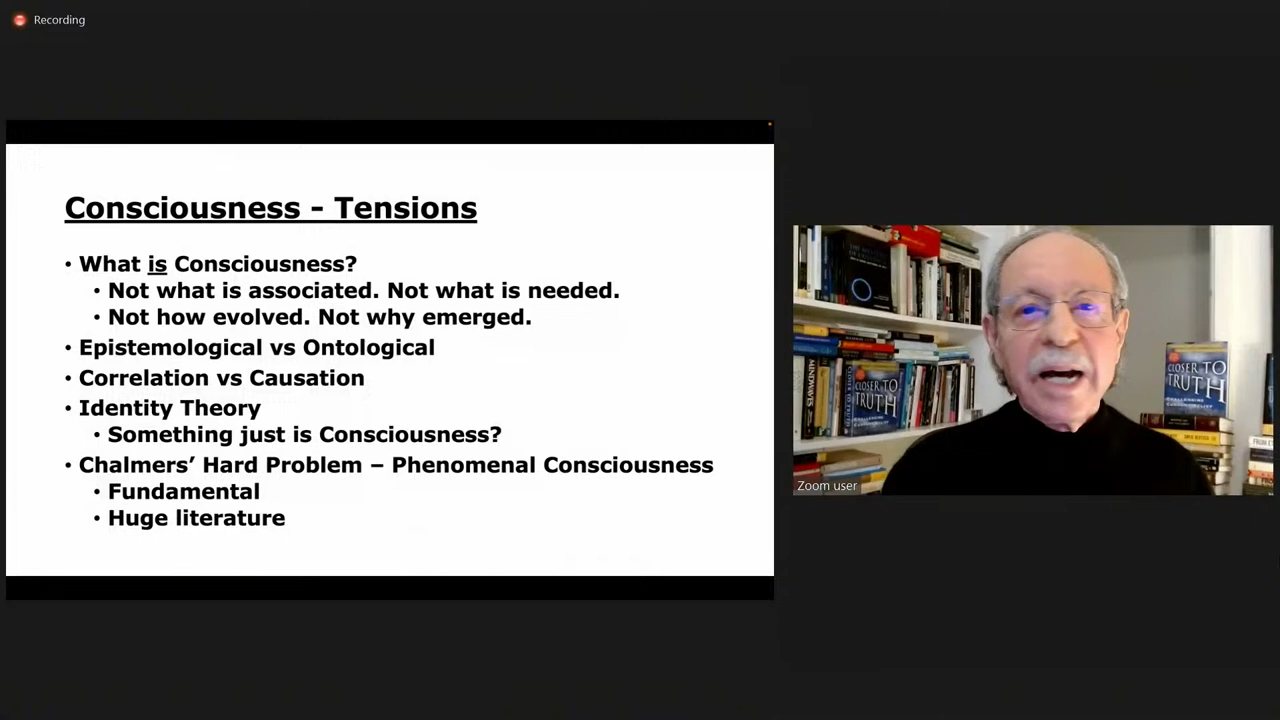 Recording
Consciousness - Tensions
• What is Consciousness?
• Not what is associated. Not what is needed.
• Not how evolved. Not why emerged.
• Epistemological vs Ontological
• Correlation vs Causation
• Identity Theory
• Something just is Consciousness?
• Chalmers’ Hard Problem – Phenomenal Consciousness
• Fundamental
• Huge literature
CLOSER TO
TRUTH
CLOSER TO
TRUTH
MINDWAVES
Zoom user